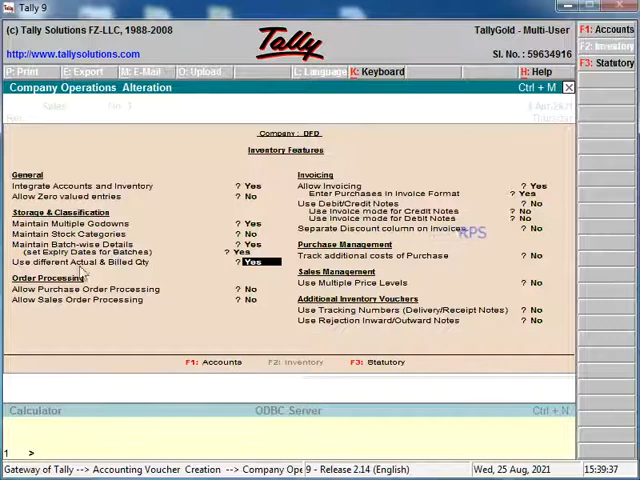 Tally 9
(c) Tally Solutions FZ-LLC, 1988-2008
http://www.tallysolutions.com
Tally
TallyGold - Multi-User
Sl. No. : 59634916
F1: Accounts
F2: Inventory
F3: Statutory
P: Print E: Export M: E-Mail O: Upload L: Language K: Keyboard H: Help
Company Operations Alteration Ctrl + M
Sales No. 3
Thursday
Company : DFD
Inventory Features
General
Integrate Accounts and Inventory ? Yes
Allow Zero valued entries ? No
Storage & Classification
Maintain Multiple Godowns ? Yes
Maintain Stock Categories ? No
Maintain Batch-wise Details ? Yes
(set Expiry Dates for Batches) ? Yes
Use different Actual & Billed Qty ? Yes
Order Processing
Allow Purchase Order Processing ? No
Allow Sales Order Processing ? No
Invoicing
Allow Invoicing ? Yes
Enter Purchases in Invoice Format ? Yes
Use Debit/Credit Notes ? No
Use Invoice mode for Credit Notes ? No
Use Invoice mode for Debit Notes ? No
Separate Discount column on Invoices ? No
RPS
Purchase Management
Track additional costs of Purchase ? No
Sales Management
Use Multiple Price Levels ? No
Additional Inventory Vouchers
Use Tracking Numbers (Delivery/Receipt Notes) ? No
Use Rejection Inward/Outward Notes ? No
F1: Accounts F2: Inventory F3: Statutory
Calculator ODBC Server Ctrl + N
1 >
Gateway of Tally --> Accounting Voucher Creation --> Company Ope
9 - Release 2.14 (English)
Wed, 25 Aug, 2021
15:39:37